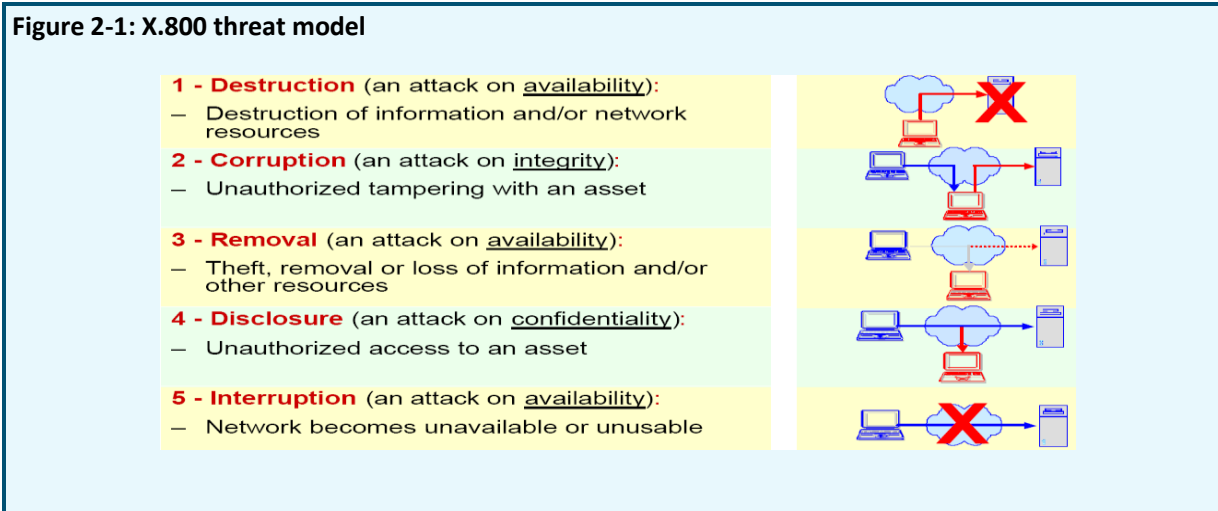 Figure 2-1: X.800 threat model
1 - Destruction (an attack on availability):
– Destruction of information and/or network
resources
2 - Corruption (an attack on integrity):
– Unauthorized tampering with an asset
3 - Removal (an attack on availability):
– Theft, removal or loss of information and/or
other resources
4 - Disclosure (an attack on confidentiality):
– Unauthorized access to an asset
5 - Interruption (an attack on availability):
– Network becomes unavailable or unusable